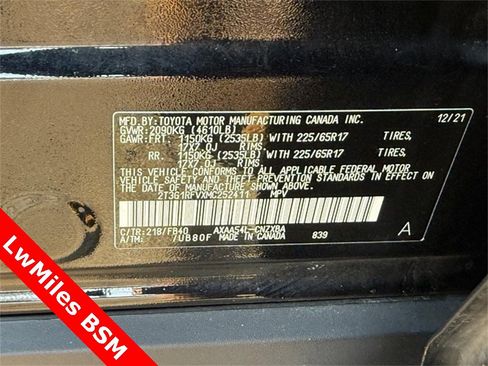 MFD.BY:TOYOTA MOTOR MANUFACTURING CANADA INC. 12/21
GVWR:2090KG (4610LB)
GAWR:FRT. 1150KG (2535LB) WITH 225/65R17 TIRES,
17X7.0J RIMS,
RR. 1150KG (2535LB) WITH 225/65R17 TIRES,
17X7.0J RIMS.
THIS VEHICLE CONFORMS TO ALL APPLICABLE FEDERAL MOTOR
VEHICLE SAFETY AND
THEFT PREVENTION STANDARDS IN EFFECT ON THE DATE OF
MANUFACTURE SHOWN ABOVE.
2T3G1RFVXMC252411 MPV
C/TR:218/FB40 AXAA54L-CNZXBA A
A/TM: /UB80F MADE IN CANADA 839
LwMiles BSM